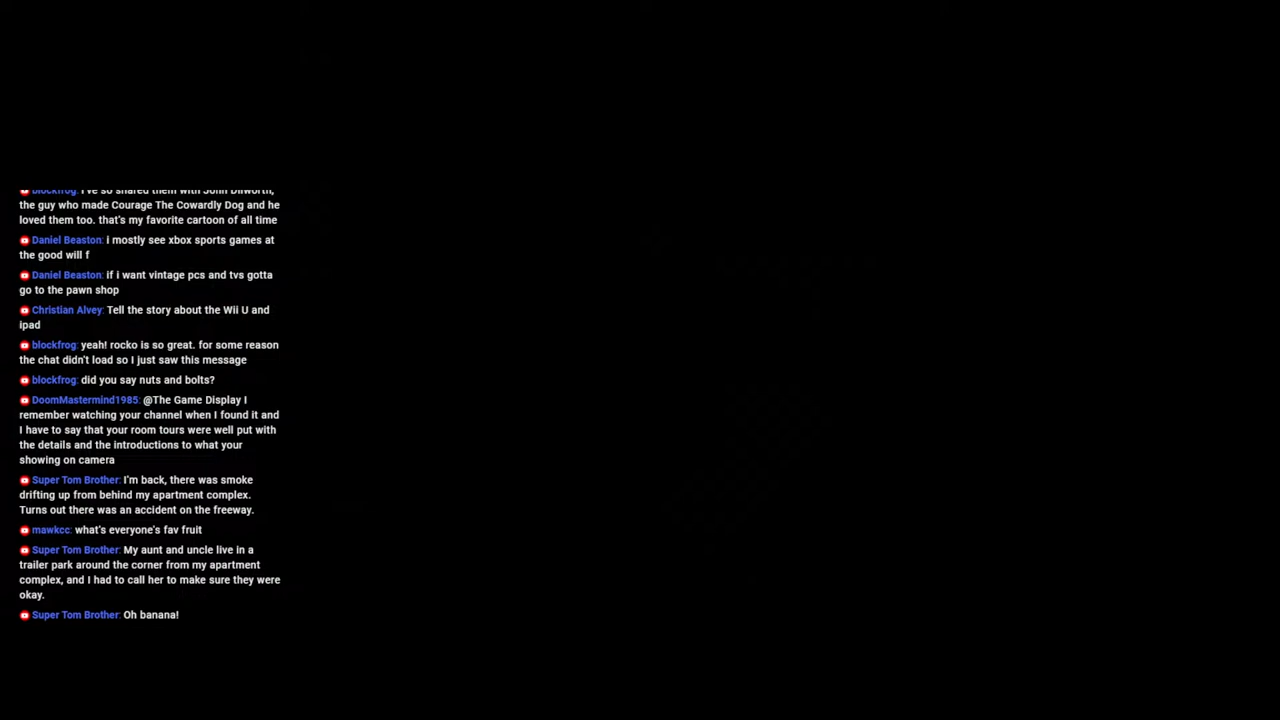 blockfrog: I've so shared them with John Dilworth,
the guy who made Courage The Cowardly Dog and he
loved them too. that's my favorite cartoon of all time
Daniel Beaston: i mostly see xbox sports games at
the good will f
Daniel Beaston: if i want vintage pcs and tvs gotta
go to the pawn shop
Christian Alvey: Tell the story about the Wii U and
ipad
blockfrog: yeah! rocko is so great. for some reason
the chat didn't load so I just saw this message
blockfrog: did you say nuts and bolts?
DoomMastermind1985: @The Game Display I
remember watching your channel when I found it and
I have to say that your room tours were well put with
the details and the introductions to what your
showing on camera
Super Tom Brother: I'm back, there was smoke
drifting up from behind my apartment complex.
Turns out there was an accident on the freeway.
mawkcc: what's everyone's fav fruit
Super Tom Brother: My aunt and uncle live in a
trailer park around the corner from my apartment
complex, and I had to call her to make sure they were
okay.
Super Tom Brother: Oh banana!